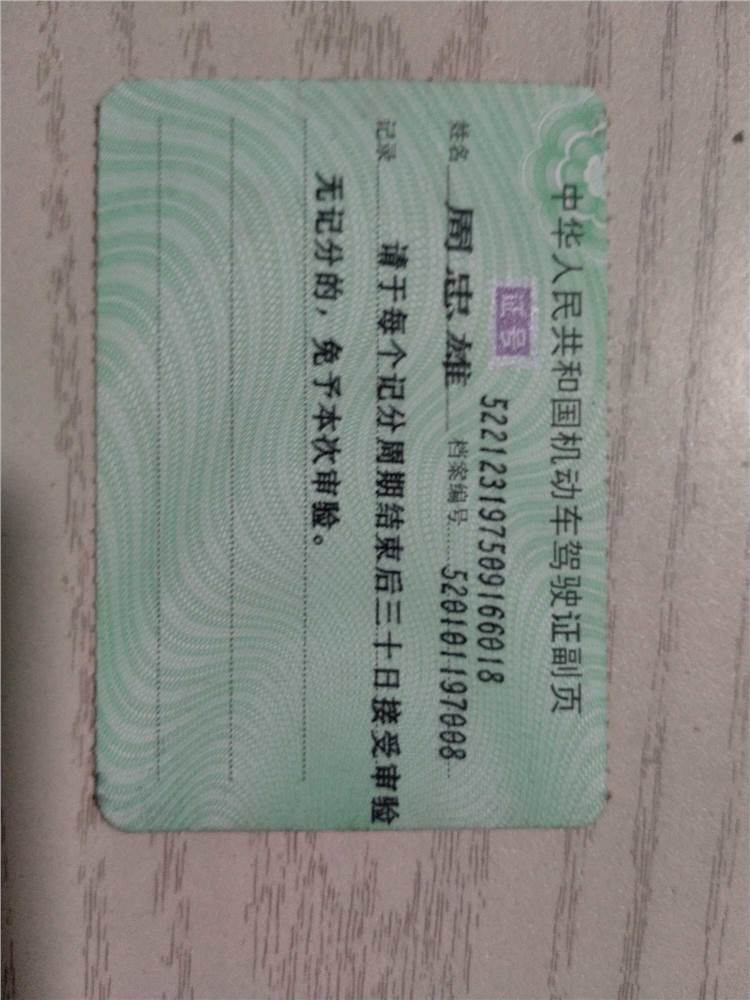 中华人民共和国机动车驾驶证副页
证号 522123197509166018
姓名 周忠雄 档案编号 520101197008
记录 请于每个记分周期结束后三十日接受审验
无记分的，免予本次审验。